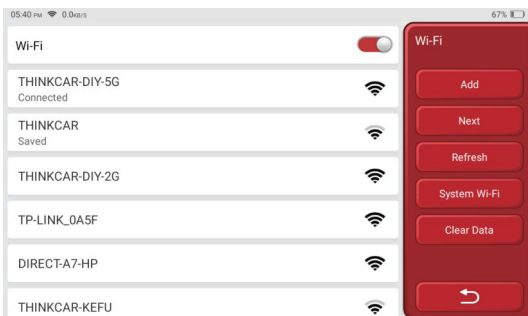 05:40 PM 0.0KB/S 67%
Wi-Fi
THINKCAR-DIY-5G
Connected
THINKCAR
Saved
THINKCAR-DIY-2G
TP-LINK_0A5F
DIRECT-A7-HP
THINKCAR-KEFU
Wi-Fi
Add
Next
Refresh
System Wi-Fi
Clear Data